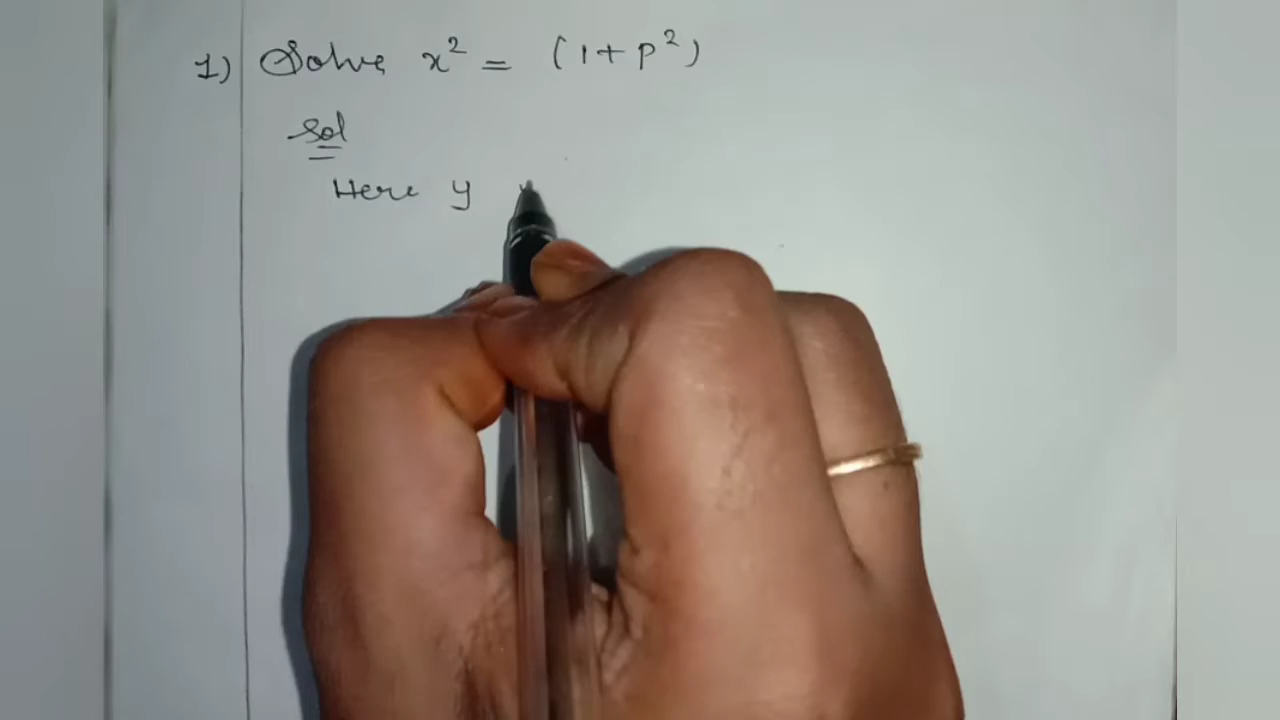 1) Solve x² = (1+p²)
Sol
Here y